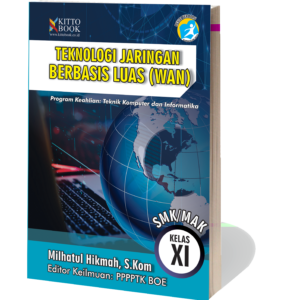 KITTO
BOOK
TEKNOLOGI JARINGAN
BERBASIS LUAS (WAN)
Program Keahlian: Teknik Komputer dan Informatika
SMK/MAK
KELAS
XI
Milhatul Hikmah, S.Kom
Editor Keilmuan: PPPPTK BOE